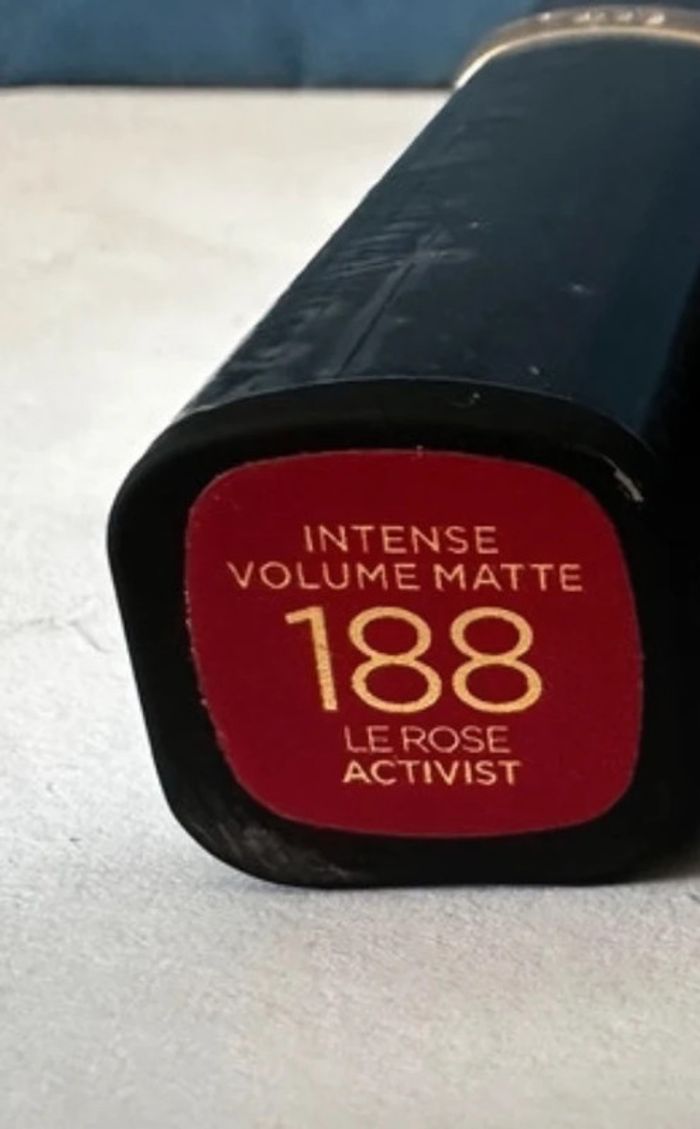 INTENSE
VOLUME MATTE
188
LE ROSE
ACTIVIST